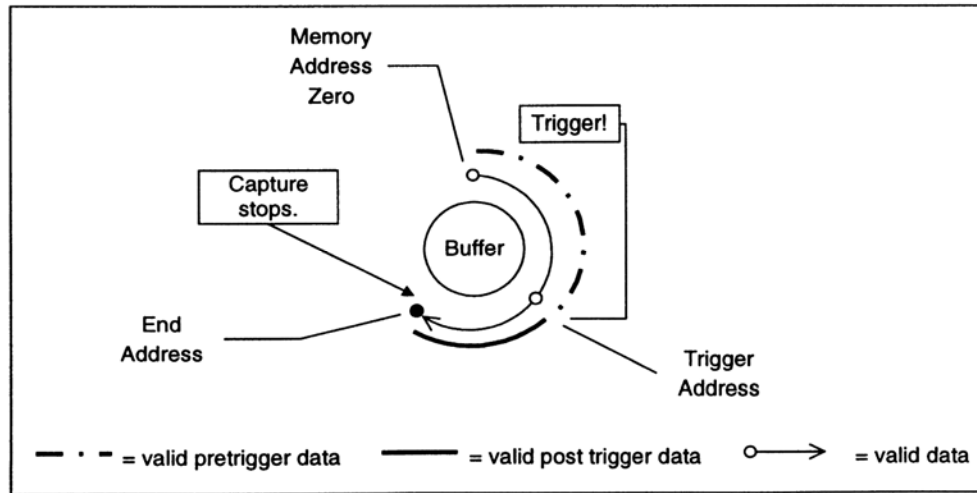 Memory
Address
Zero
Trigger!
Capture
stops.
Buffer
End
Address
Trigger
Address
= valid pretrigger data
= valid post trigger data
= valid data